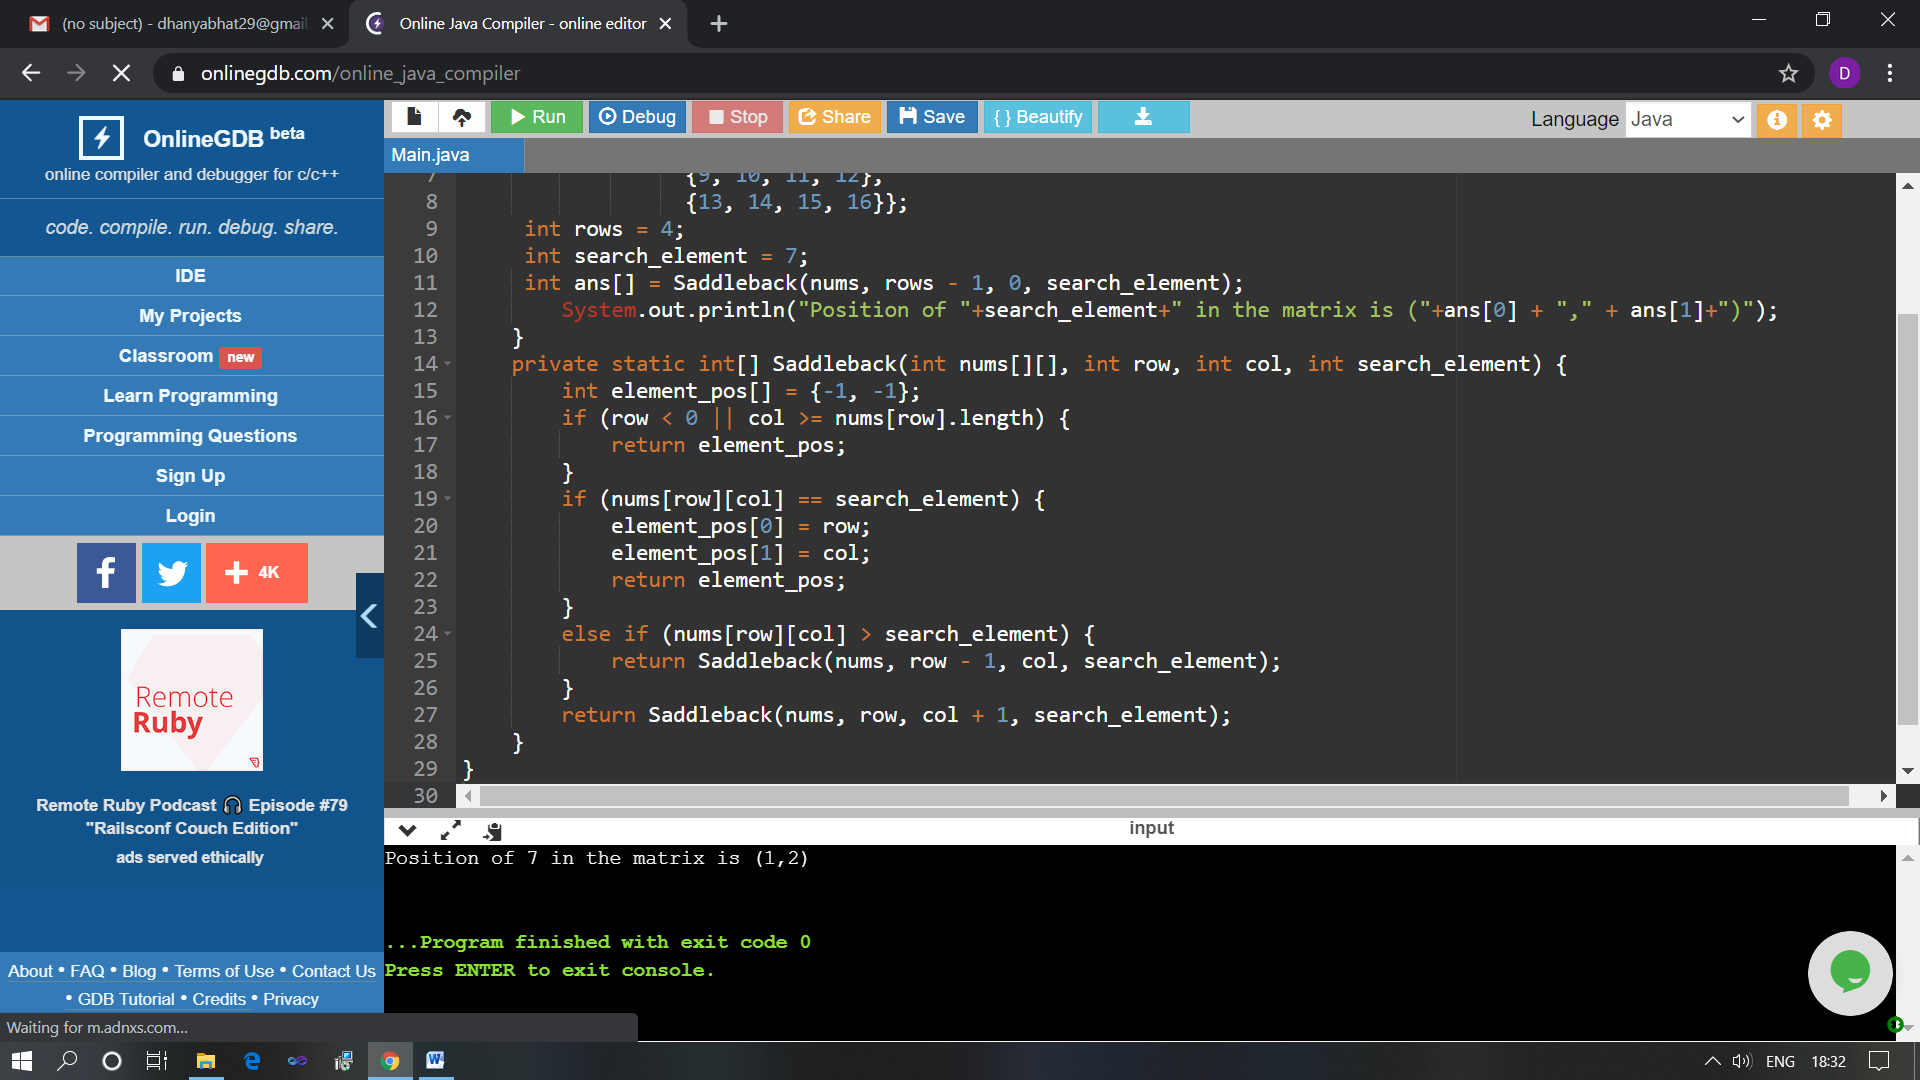 (no subject) - dhanyabhat29@gmai
Online Java Compiler - online editor
onlinegdb.com/online_java_compiler
D
OnlineGDB beta
online compiler and debugger for c/c++
code. compile. run. debug. share.
IDE
My Projects
Classroom new
Learn Programming
Programming Questions
Sign Up
Login
4K
Remote
Ruby
Remote Ruby Podcast 🎧 Episode #79
"Railsconf Couch Edition"
ads served ethically
About • FAQ • Blog • Terms of Use • Contact Us
• GDB Tutorial • Credits • Privacy
Waiting for m.adnxs.com...
Run Debug Stop Share Save { } Beautify
Language Java
Main.java
7 {9, 10, 11, 12},
8 {13, 14, 15, 16}};
9 int rows = 4;
10 int search_element = 7;
11 int ans[] = Saddleback(nums, rows - 1, 0, search_element);
12 System.out.println("Position of "+search_element+" in the matrix is ("+ans[0] + "," + ans[1]+")");
13 }
14 private static int[] Saddleback(int nums[][], int row, int col, int search_element) {
15 int element_pos[] = {-1, -1};
16 if (row < 0 || col >= nums[row].length) {
17 return element_pos;
18 }
19 if (nums[row][col] == search_element) {
20 element_pos[0] = row;
21 element_pos[1] = col;
22 return element_pos;
23 }
24 else if (nums[row][col] > search_element) {
25 return Saddleback(nums, row - 1, col, search_element);
26 }
27 return Saddleback(nums, row, col + 1, search_element);
28 }
29 }
30
input
Position of 7 in the matrix is (1,2)
...Program finished with exit code 0
Press ENTER to exit console.
ENG 18:32